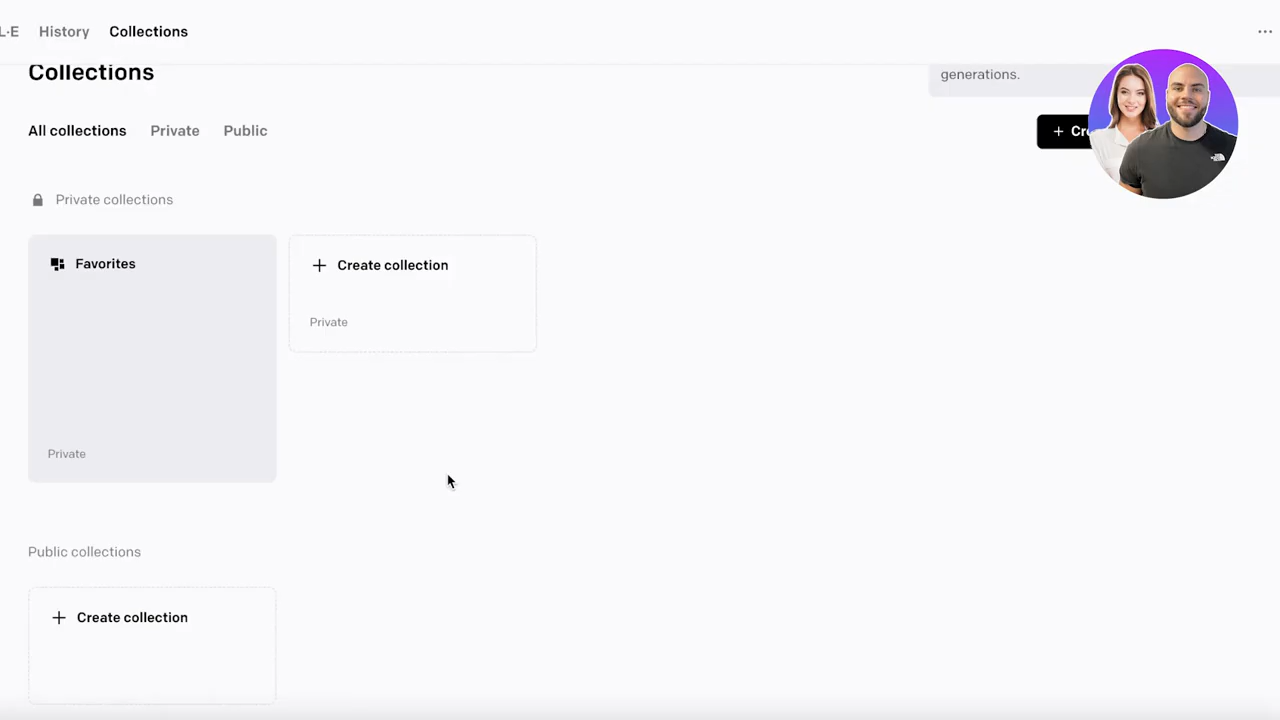 L·E History Collections
Collections
generations.
All collections Private Public
+ Cr
Private collections
Favorites
+ Create collection
Private
Private
Public collections
+ Create collection